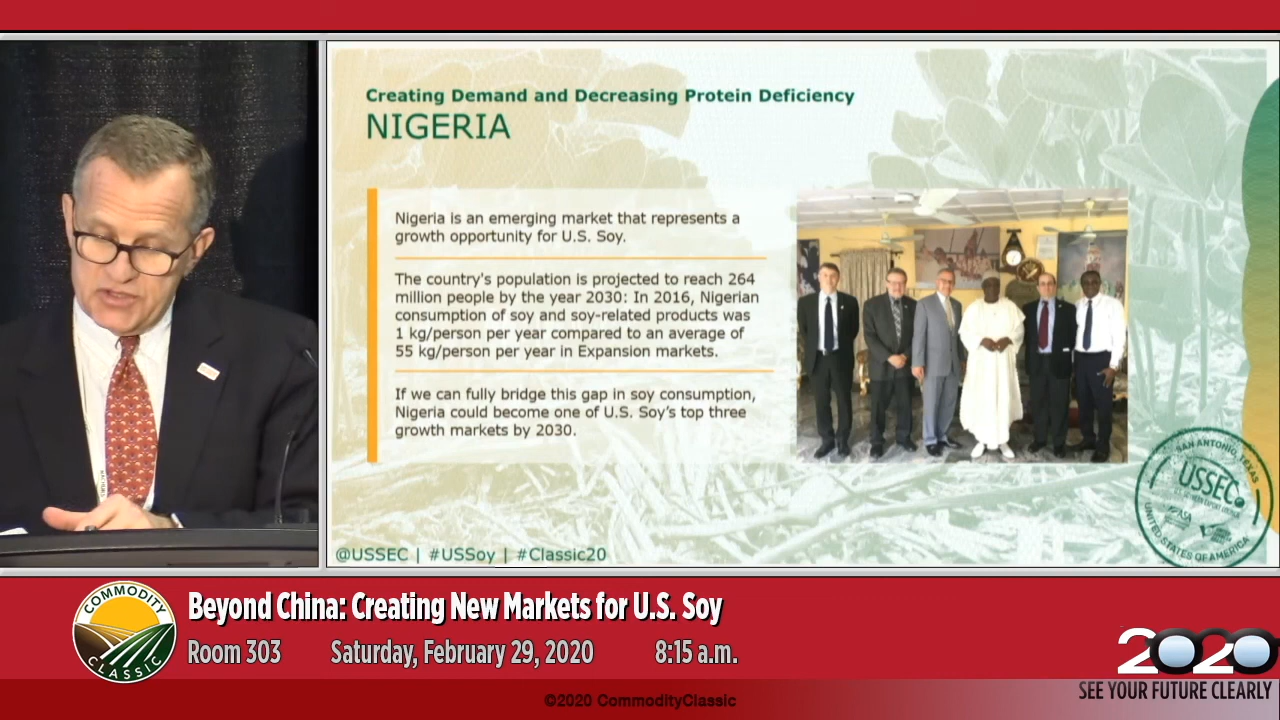 Creating Demand and Decreasing Protein Deficiency
NIGERIA
Nigeria is an emerging market that represents a
growth opportunity for U.S. Soy.
The country's population is projected to reach 264
million people by the year 2030: In 2016, Nigerian
consumption of soy and soy-related products was
1 kg/person per year compared to an average of
55 kg/person per year in Expansion markets.
If we can fully bridge this gap in soy consumption,
Nigeria could become one of U.S. Soy's top three
growth markets by 2030.
SAN ANTONIO, TEXAS
USSEC
UNITED STATES OF AMERICA
@USSEC | #USSoy | #Classic20
COMMODITY
CLASSIC
Beyond China: Creating New Markets for U.S. Soy
Room 303 Saturday, February 29, 2020 8:15 a.m.
2020
SEE YOUR FUTURE CLEARLY
©2020 CommodityClassic